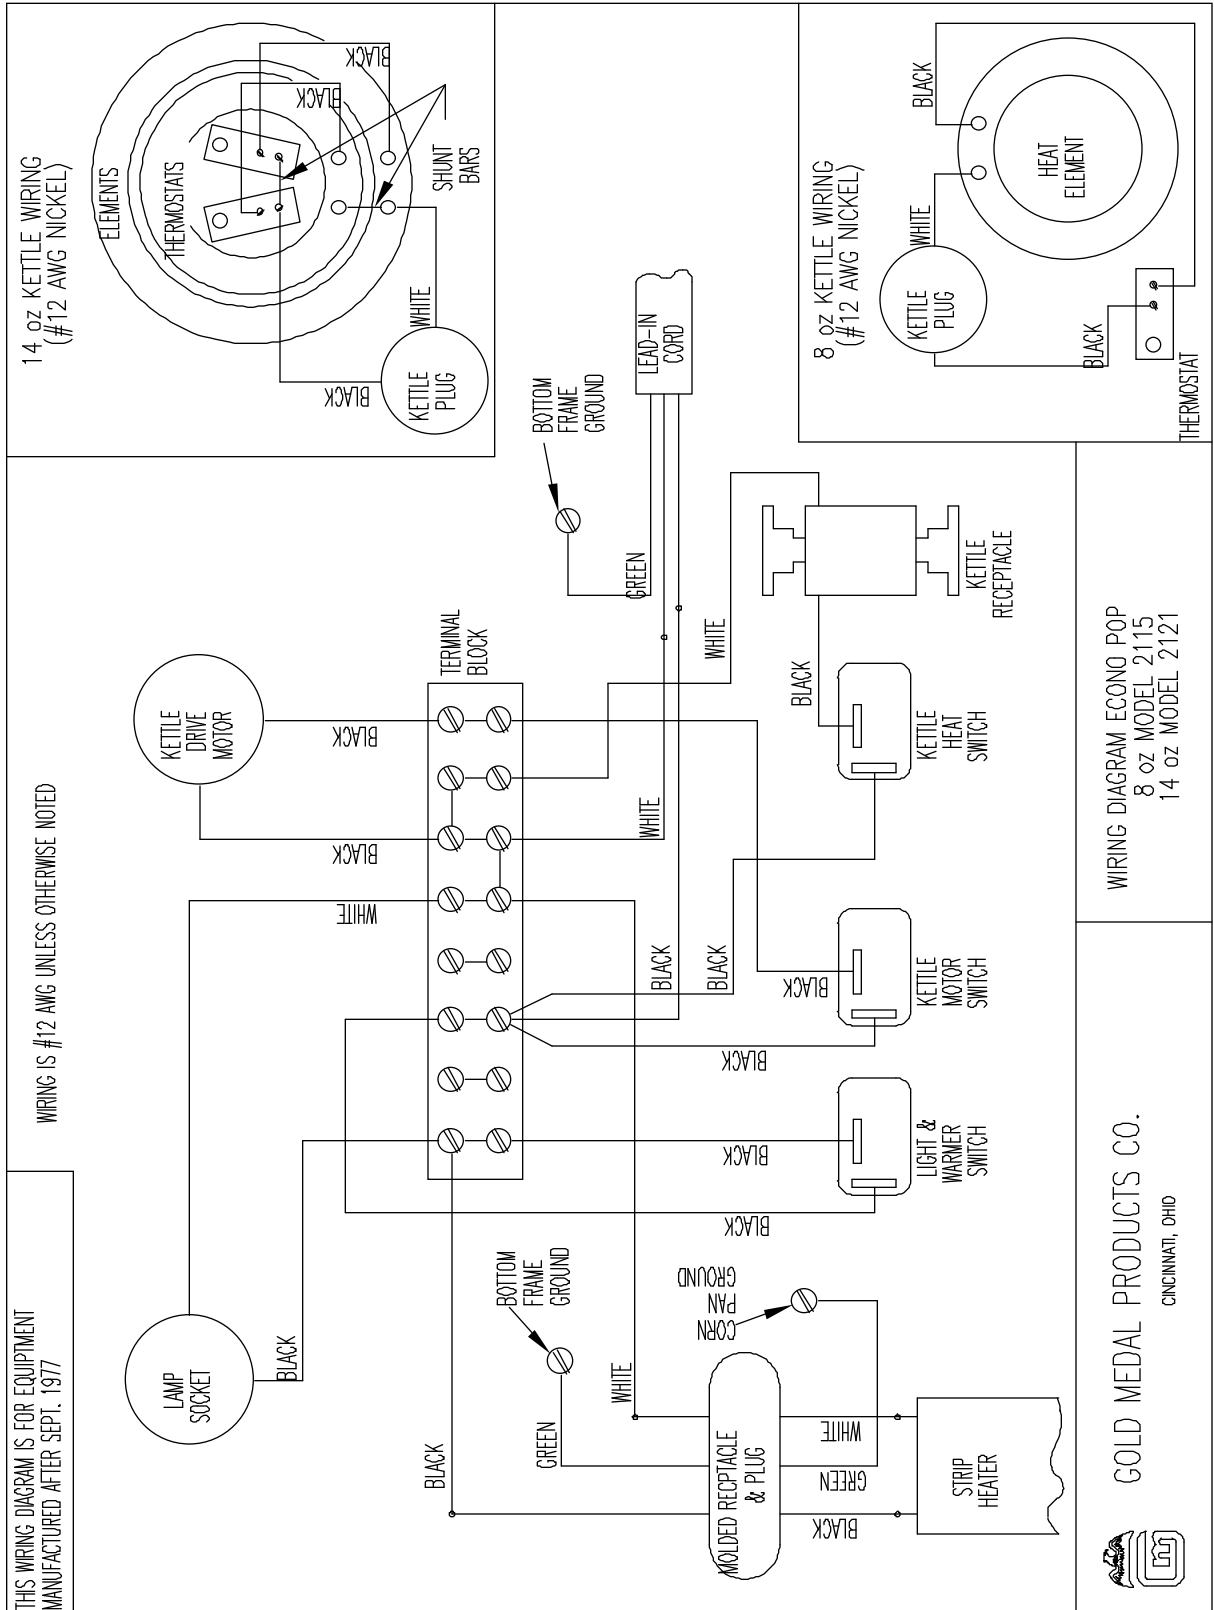 THIS WIRING DIAGRAM IS FOR EQUIPTMENT
MANUFACTURED AFTER SEPT. 1977
WIRING IS #12 AWG UNLESS OTHERWISE NOTED
14 oz KETTLE WIRING
(#12 AWG NICKEL)
ELEMENTS
THERMOSTATS
BLACK
BLACK
SHUNT
BARS
WHITE
BLACK
KETTLE
PLUG
LAMP
SOCKET
BLACK
WHITE
KETTLE
DRIVE
MOTOR
BLACK
BLACK
TERMINAL
BLOCK
BOTTOM
FRAME
GROUND
GREEN
LEAD-IN
CORD
BLACK
GREEN
BOTTOM
FRAME
GROUND
WHITE
CORN
PAN
GROUND
BLACK
BLACK
BLACK
BLACK
BLACK
BLACK
WHITE
WHITE
BLACK
MOLDED RECPTACLE
& PLUG
WHITE
GREEN
BLACK
STRIP
HEATER
LIGHT &
WARMER
SWITCH
KETTLE
MOTOR
SWITCH
KETTLE
HEAT
SWITCH
KETTLE
RECEPTACLE
8 oz KETTLE WIRING
(#12 AWG NICKEL)
BLACK
WHITE
HEAT
ELEMENT
KETTLE
PLUG
BLACK
THERMOSTAT
GOLD MEDAL PRODUCTS CO.
CINCINNATI, OHIO
WIRING DIAGRAM ECONO POP
8 oz MODEL 2115
14 oz MODEL 2121